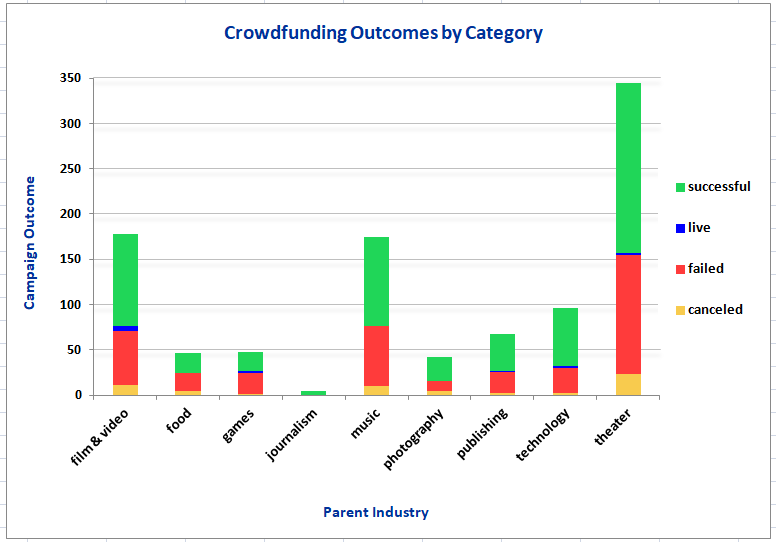 Crowdfunding Outcomes by Category
350
300
250
200
150
100
50
0
Campaign Outcome
film & video
food
games
journalism
music
photography
publishing
technology
theater
Parent Industry
successful
live
failed
canceled